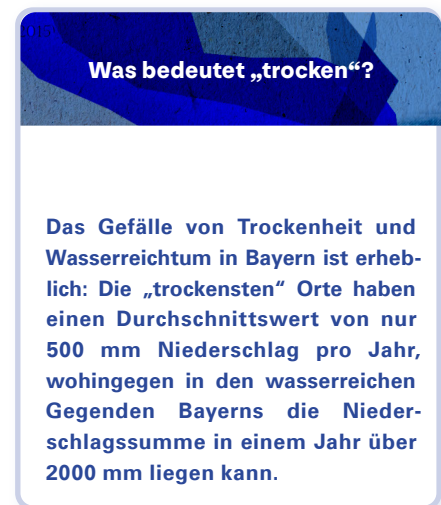 Was bedeutet „trocken“?
Das Gefälle von Trockenheit und
Wasserreichtum in Bayern ist erheb-
lich: Die „trockensten“ Orte haben
einen Durchschnittswert von nur
500 mm Niederschlag pro Jahr,
wohingegen in den wasserreichen
Gegenden Bayerns die Nieder-
schlagssumme in einem Jahr über
2000 mm liegen kann.